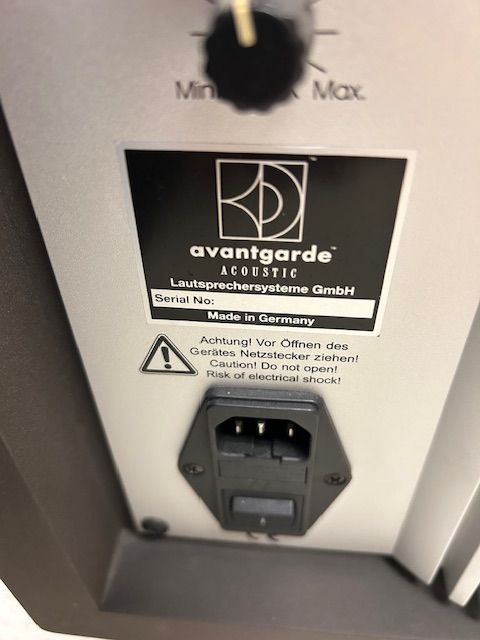 Min Max.
avantgarde™
ACOUSTIC
Lautsprechersysteme GmbH
Serial No:
Made in Germany
Achtung! Vor Öffnen des
Gerätes Netzstecker ziehen!
Caution! Do not open!
Risk of electrical shock!